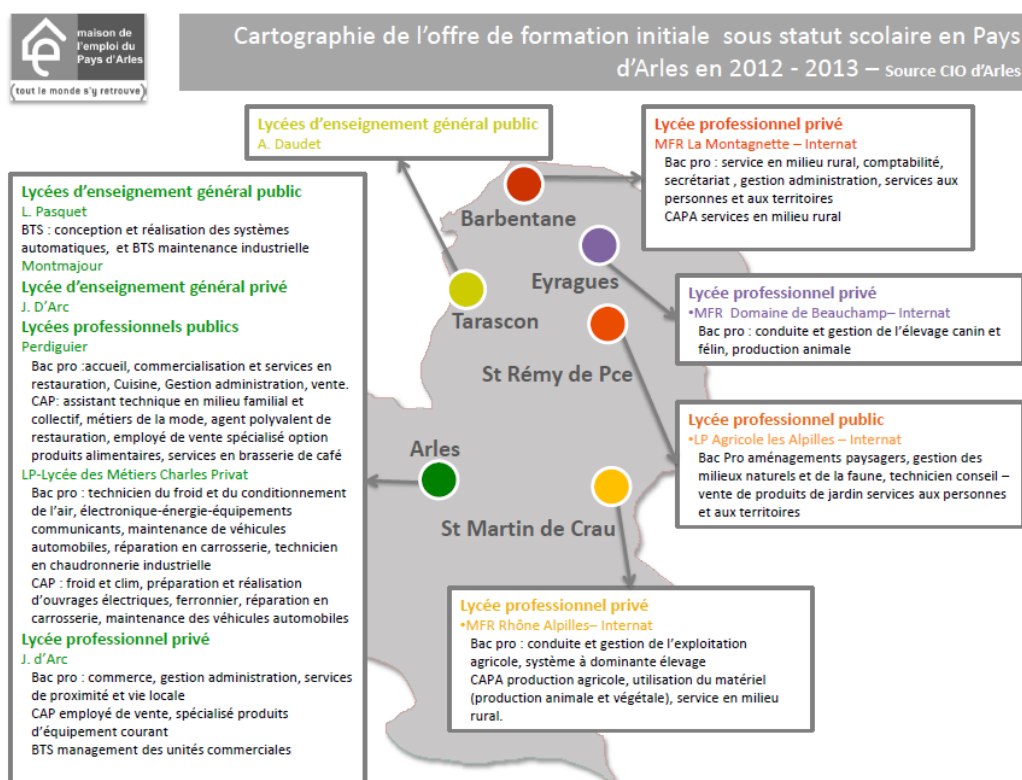 maison de
l'emploi du
Pays d'Arles
(tout le monde s'y retrouve)
Cartographie de l'offre de formation initiale sous statut scolaire en Pays
d'Arles en 2012 - 2013 – Source CIO d'Arles
Lycées d'enseignement général public
A. Daudet
Lycée professionnel privé
MFR La Montagnette – Internat
Bac pro : service en milieu rural, comptabilité,
secrétariat , gestion administration, services aux
personnes et aux territoires
CAPA services en milieu rural
Lycées d'enseignement général public
L. Pasquet
BTS : conception et réalisation des systèmes
automatiques, et BTS maintenance industrielle
Montmajour
Lycée d'enseignement général privé
J. D'Arc
Lycées professionnels publics
Perdiguier
Bac pro :accueil, commercialisation et services en
restauration, Cuisine, Gestion administration, vente.
CAP: assistant technique en milieu familial et
collectif, métiers de la mode, agent polyvalent de
restauration, employé de vente spécialisé option
produits alimentaires, services en brasserie de café
LP-Lycée des Métiers Charles Privat
Bac pro : technicien du froid et du conditionnement
de l'air, électronique-énergie-équipements
communicants, maintenance de véhicules
automobiles, réparation en carrosserie, technicien
en chaudronnerie industrielle
CAP : froid et clim, préparation et réalisation
d'ouvrages électriques, ferronnier, réparation en
carrosserie, maintenance des véhicules automobiles
Lycée professionnel privé
J. d'Arc
Bac pro: commerce, gestion administration, services
de proximité et vie locale
CAP employé de vente, spécialisé produits
d'équipement courant
BTS management des unités commerciales
Barbentane
Eyragues
Tarascon
St Rémy de Pce
Arles
St Martin de Crau
Lycée professionnel privé
•MFR Domaine de Beauchamp– Internat
Bac pro : conduite et gestion de l'élevage canin et
félin, production animale
Lycée professionnel public
•LP Agricole les Alpilles – Internat
Bac Pro aménagements paysagers, gestion des
milieux naturels et de la faune, technicien conseil –
vente de produits de jardin services aux personnes
et aux territoires
Lycée professionnel privé
•MFR Rhône Alpilles– Internat
Bac pro : conduite et gestion de l'exploitation
agricole, système à dominante élevage
CAPA production agricole, utilisation du matériel
(production animale et végétale), service en milieu
rural.